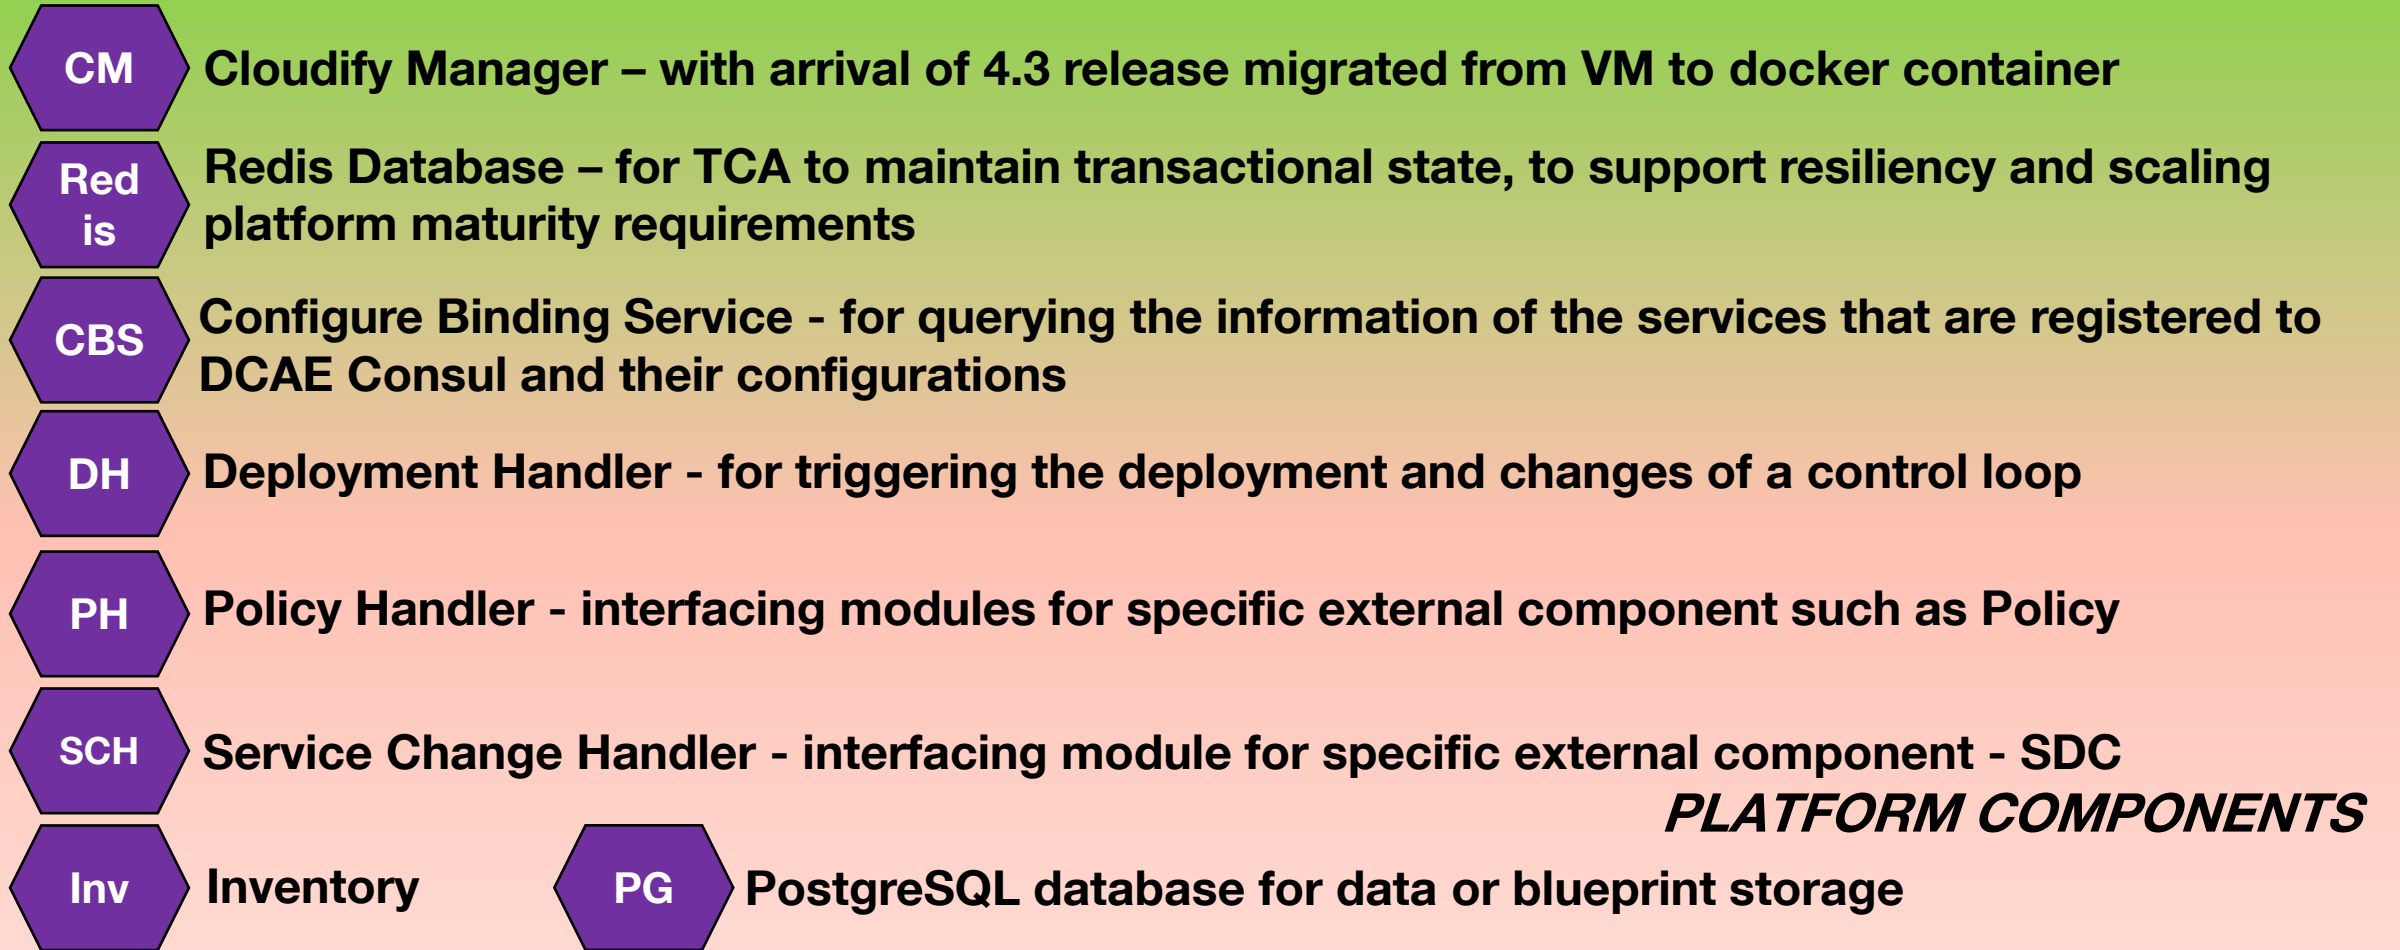 CM
Cloudify Manager – with arrival of 4.3 release migrated from VM to docker container
Red
is
Redis Database – for TCA to maintain transactional state, to support resiliency and scaling
platform maturity requirements
CBS
Configure Binding Service - for querying the information of the services that are registered to
DCAE Consul and their configurations
DH
Deployment Handler - for triggering the deployment and changes of a control loop
PH
Policy Handler - interfacing modules for specific external component such as Policy
SCH
Service Change Handler - interfacing module for specific external component - SDC
PLATFORM COMPONENTS
Inv
Inventory
PG
PostgreSQL database for data or blueprint storage